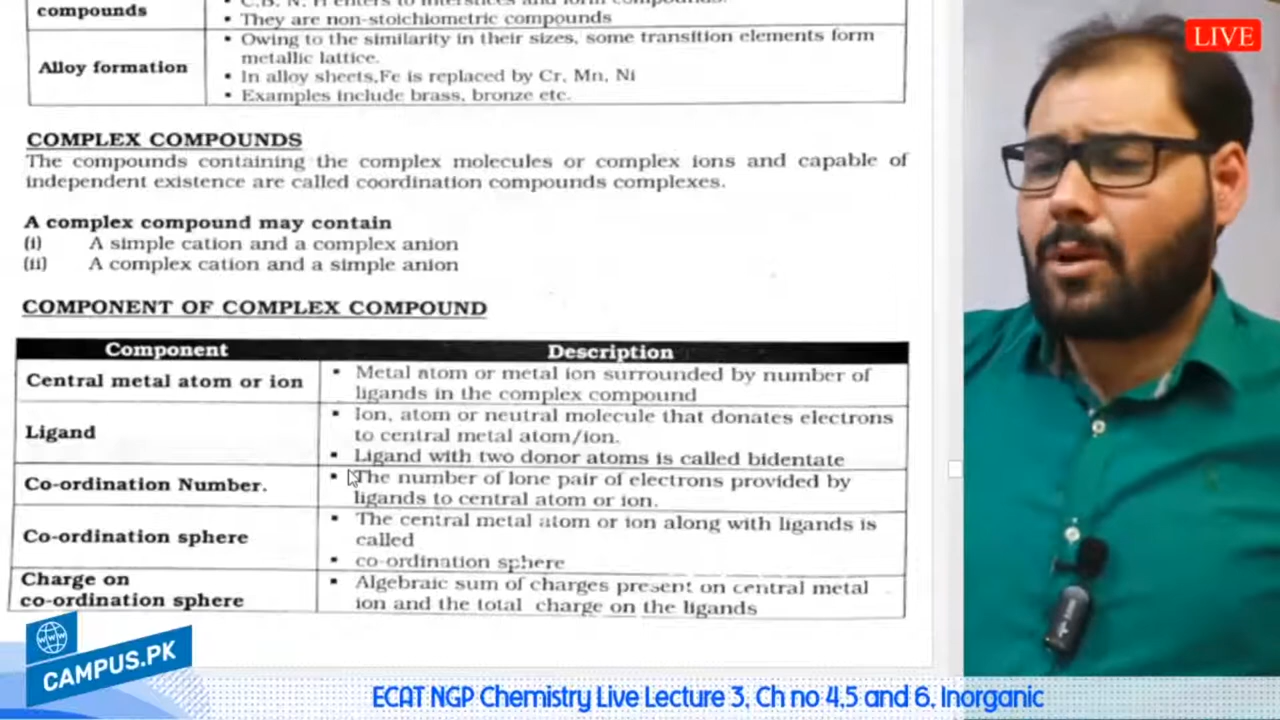 compounds
▪ C.B. N. H enters to interstices and form compounds.
▪ They are non-stoichiometric compounds
Alloy formation
▪ Owing to the similarity in their sizes, some transition elements form
metallic lattice.
▪ In alloy sheets,Fe is replaced by Cr, Mn, Ni
▪ Examples include brass, bronze etc.
COMPLEX COMPOUNDS
The compounds containing the complex molecules or complex ions and capable of
independent existence are called coordination compounds complexes.
A complex compound may contain
(i) A simple cation and a complex anion
(ii) A complex cation and a simple anion
COMPONENT OF COMPLEX COMPOUND
Component Description
Central metal atom or ion
▪ Metal atom or metal ion surrounded by number of
ligands in the complex compound
Ligand
▪ Ion, atom or neutral molecule that donates electrons
to central metal atom/ion.
▪ Ligand with two donor atoms is called bidentate
Co-ordination Number.
▪ The number of lone pair of electrons provided by
ligands to central atom or ion.
Co-ordination sphere
▪ The central metal atom or ion along with ligands is
called
▪ co-ordination sphere
Charge on
co-ordination sphere
▪ Algebraic sum of charges present on central metal
ion and the total charge on the ligands
LIVE
www
CAMPUS.PK
ECAT NGP Chemistry Live Lecture 3, Ch no 4,5 and 6, Inorganic